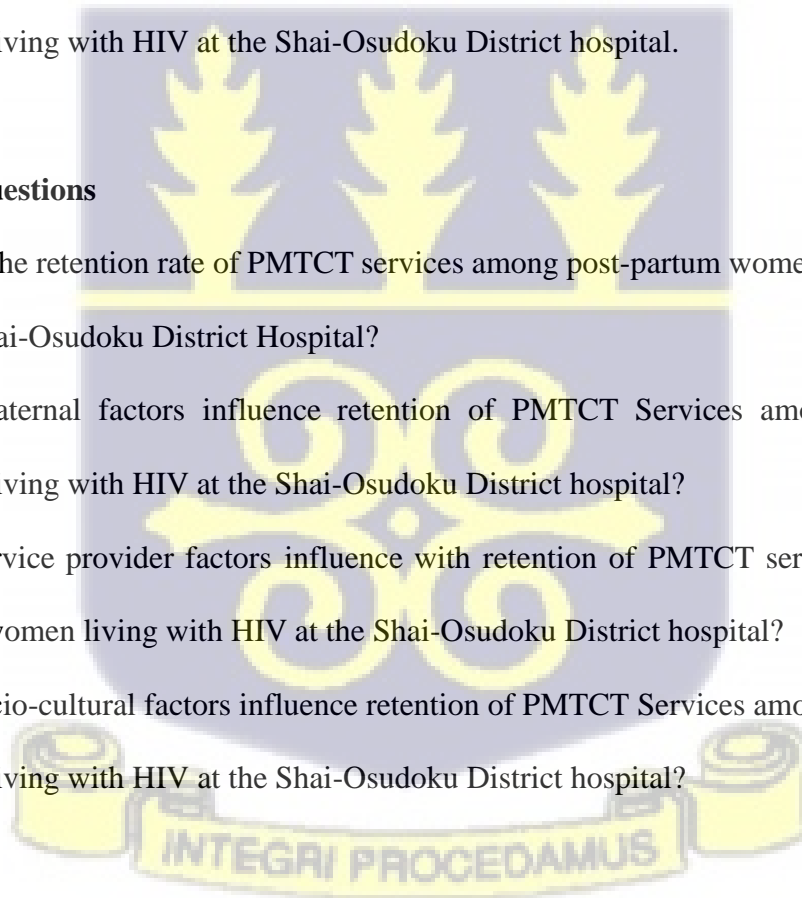 iving with HIV at the Shai-Osudoku District hospital.
uestions
he retention rate of PMTCT services among post-partum wome
ai-Osudoku District Hospital?
aternal factors influence retention of PMTCT Services amo
iving with HIV at the Shai-Osudoku District hospital?
rvice provider factors influence with retention of PMTCT ser
omen living with HIV at the Shai-Osudoku District hospital?
cio-cultural factors influence retention of PMTCT Services amo
iving with HIV at the Shai-Osudoku District hospital?
INTEGRI PROCEDAMUS